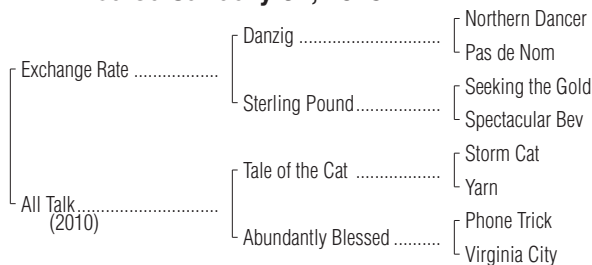 Northern Dancer
Danzig ................................
Pas de Nom
Exchange Rate ...................
Seeking the Gold
Sterling Pound...................
Spectacular Bev
Storm Cat
Tale of the Cat ...................
Yarn
All Talk................................
(2010)
Phone Trick
Abundantly Blessed ..........
Virginia City